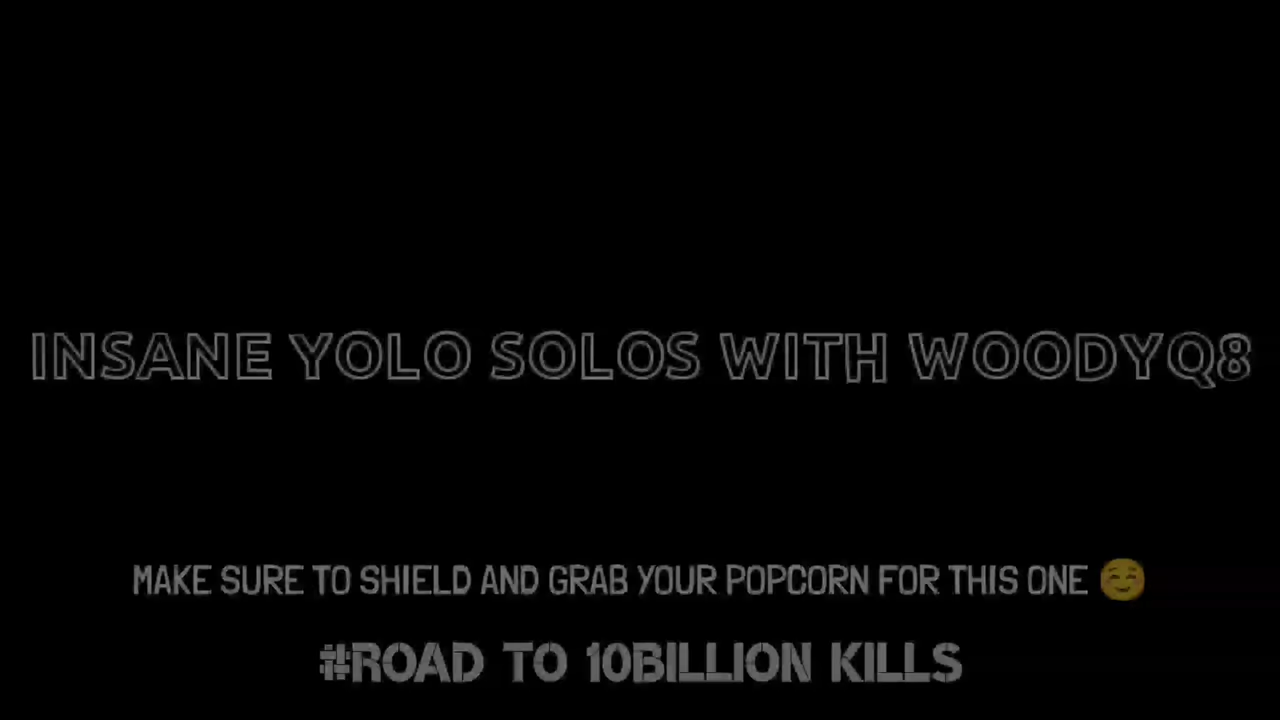 INSANE YOLO SOLOS WITH WOODYQ8
MAKE SURE TO SHIELD AND GRAB YOUR POPCORN FOR THIS ONE ☺️
#ROAD TO 10BILLION KILLS